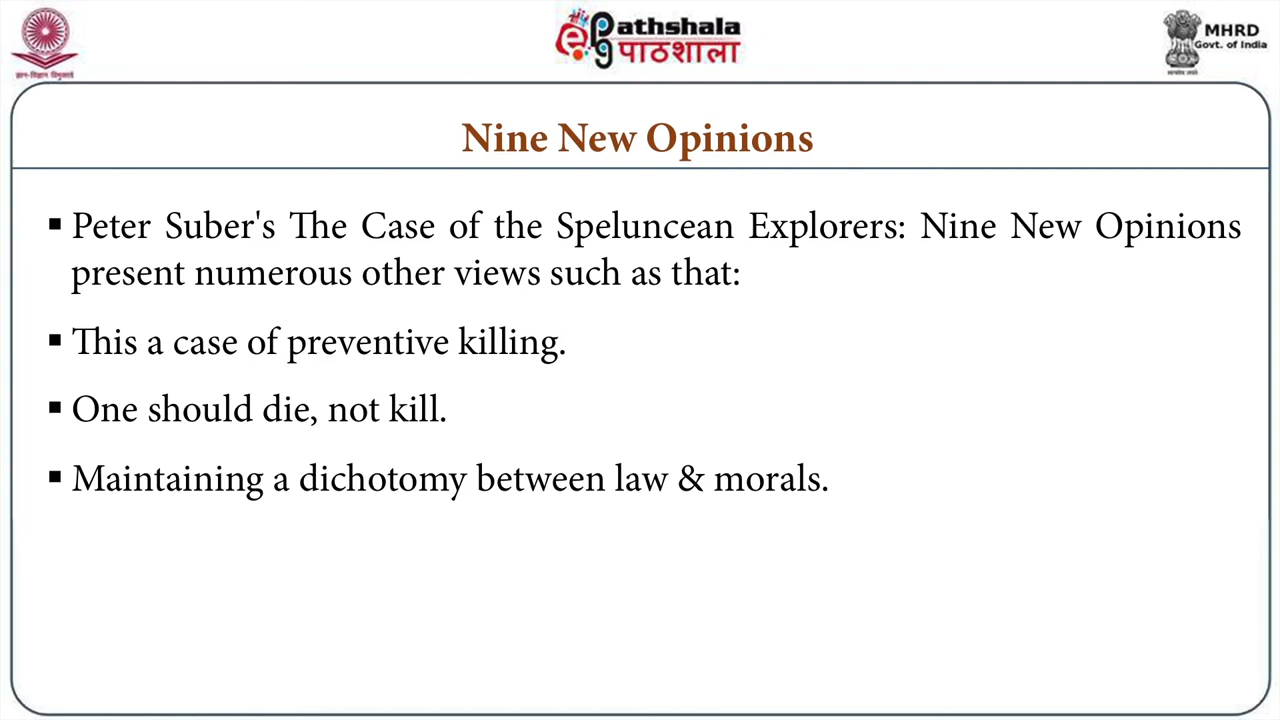 ePG Pathshala
पाठशाला
MHRD
Govt. of India
Nine New Opinions
▪ Peter Suber's The Case of the Speluncean Explorers: Nine New Opinions
present numerous other views such as that:
▪ This a case of preventive killing.
▪ One should die, not kill.
▪ Maintaining a dichotomy between law & morals.